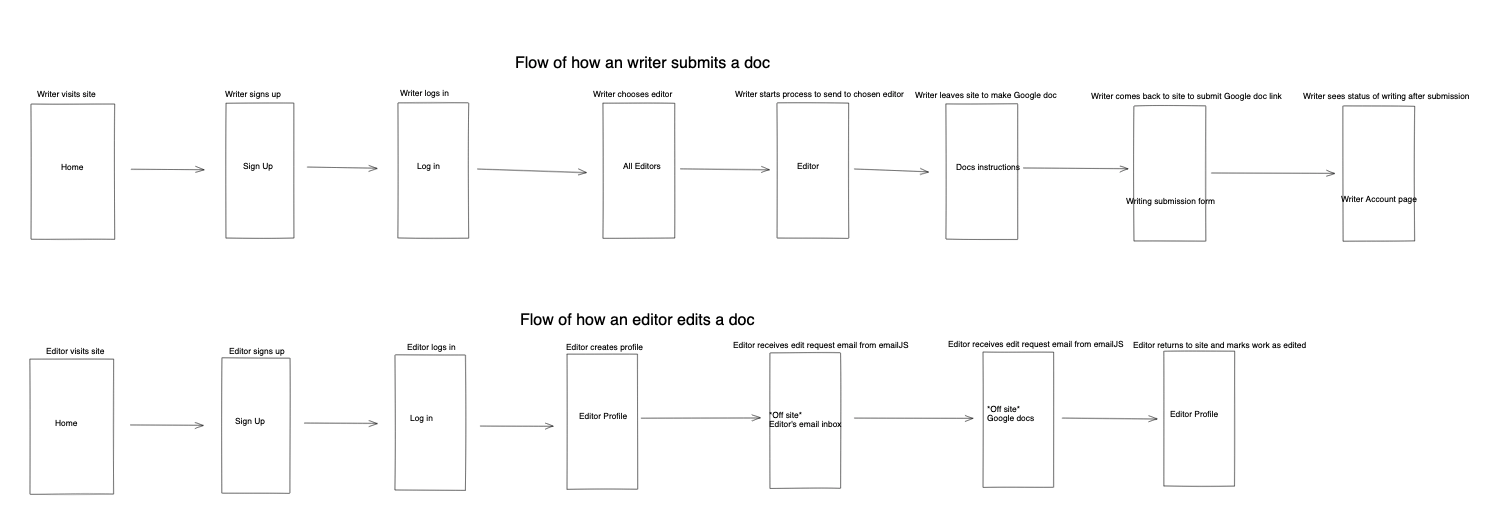 Flow of how an writer submits a doc
Writer visits site
Writer signs up
Writer logs in
Writer chooses editor
Writer starts process to send to chosen editor
Writer leaves site to make Google doc
Writer comes back to site to submit Google doc link
Writer sees status of writing after submission
Home
Sign Up
Log in
All Editors
Editor
Docs instructions
Writing submission form
Writer Account page
Flow of how an editor edits a doc
Editor visits site
Editor signs up
Editor logs in
Editor creates profile
Editor receives edit request email from emailJS
Editor receives edit request email from emailJS
Editor returns to site and marks work as edited
Home
Sign Up
Log in
Editor Profile
*Off site*
Editor's email inbox
*Off site*
Google docs
Editor Profile